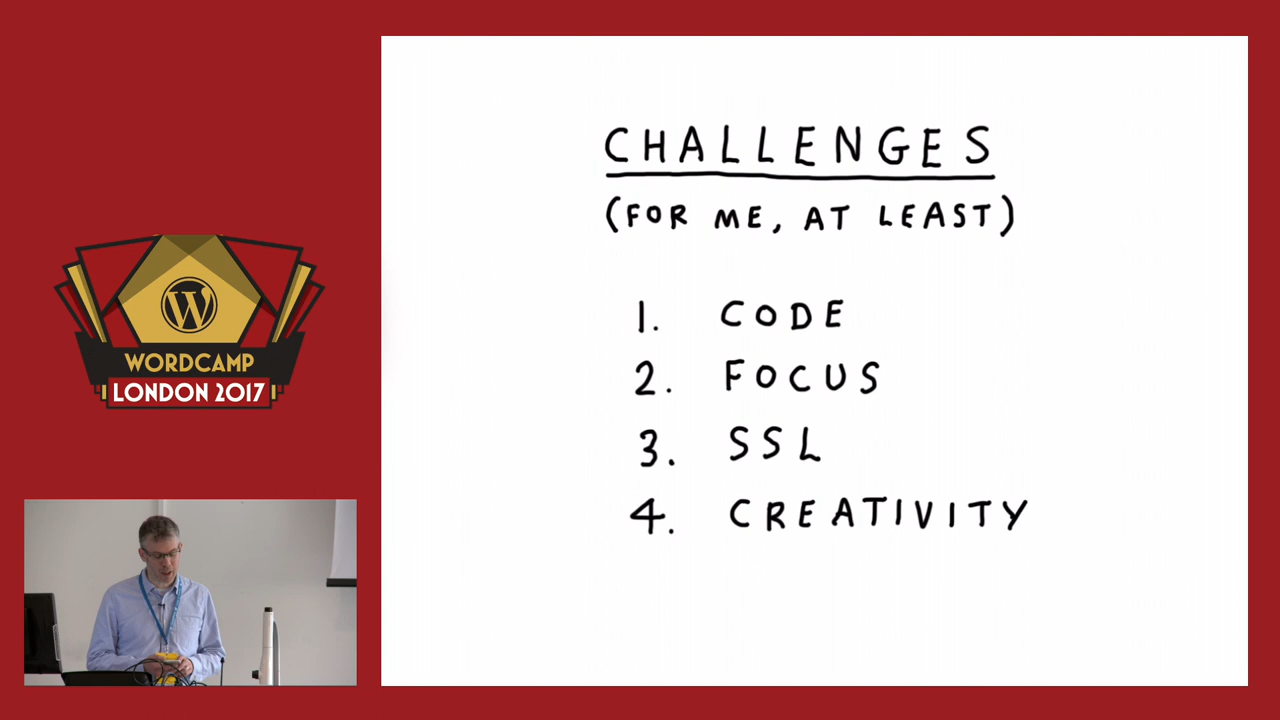 WORDCAMP
LONDON 2017
CHALLENGES
(FOR ME, AT LEAST)
1. CODE
2. FOCUS
3. SSL
4. CREATIVITY